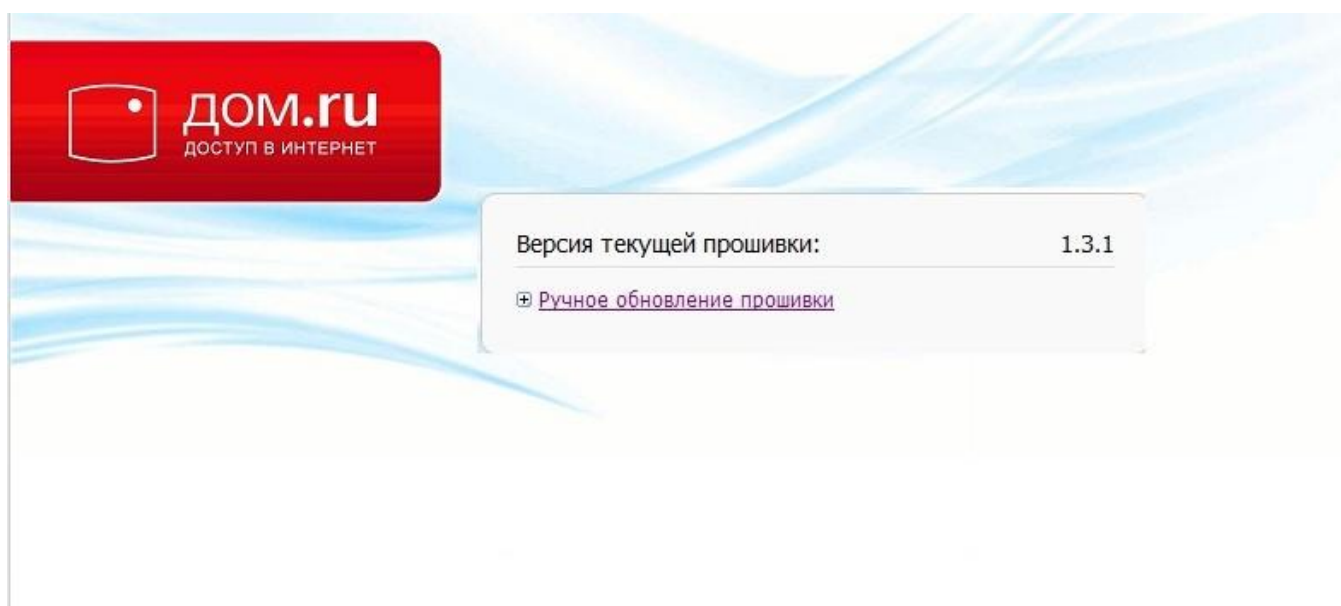 дом.ru
ДОСТУП В ИНТЕРНЕТ
Версия текущей прошивки: 1.3.1
Ручное обновление прошивки